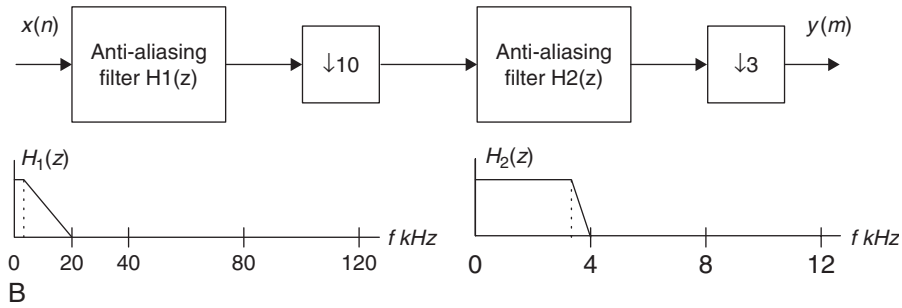 x(n)
Anti-aliasing
filter H1(z)
↓10
Anti-aliasing
filter H2(z)
↓3
y(m)
H1(z)
f kHz
0 20 40 80 120
H2(z)
f kHz
0 4 8 12
B